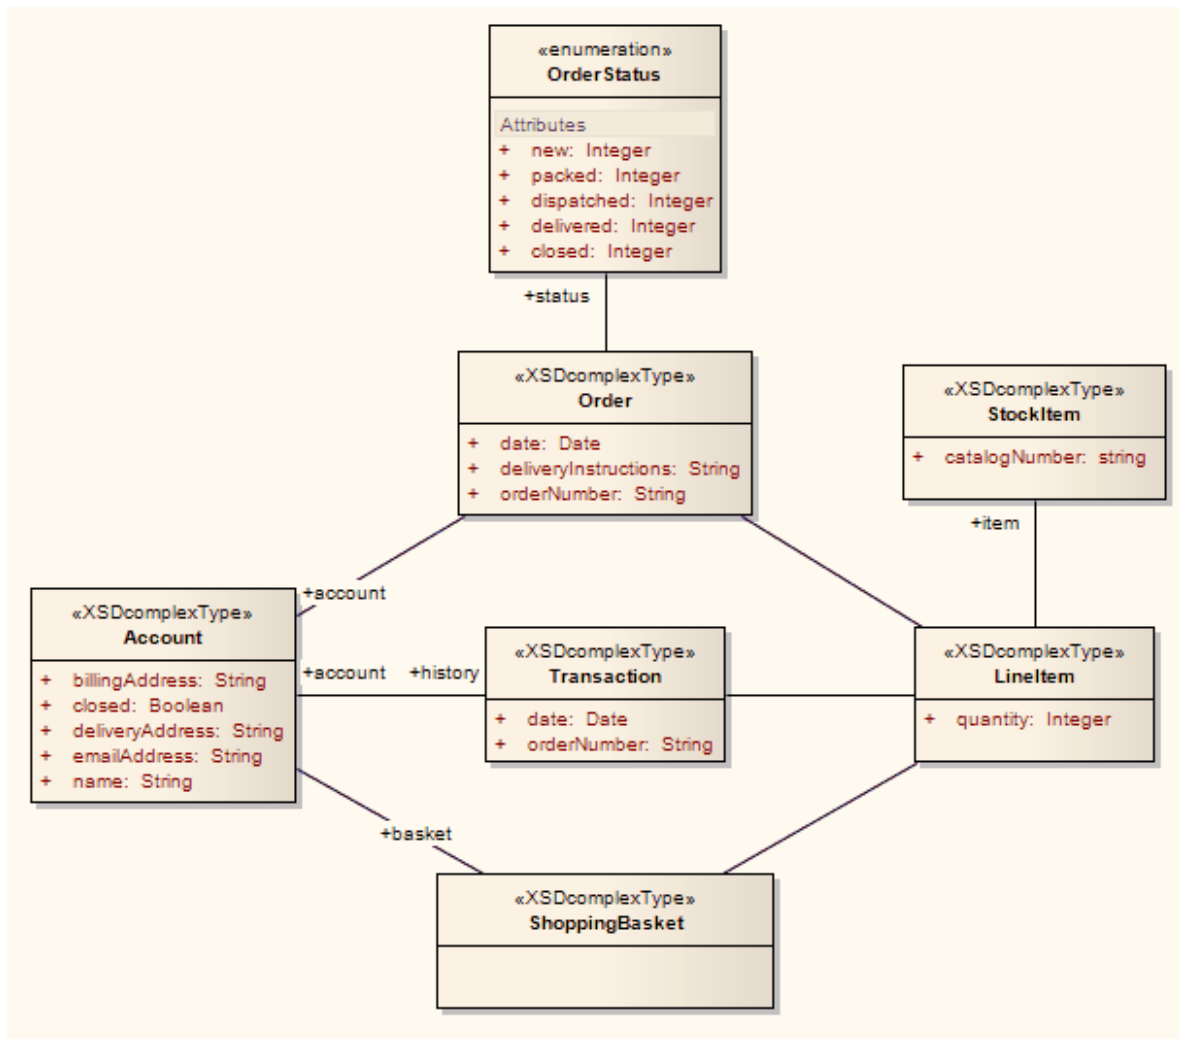 «enumeration»
OrderStatus
Attributes
+ new: Integer
+ packed: Integer
+ dispatched: Integer
+ delivered: Integer
+ closed: Integer
+status
«XSDcomplexType»
Order
+ date: Date
+ deliveryInstructions: String
+ orderNumber: String
«XSDcomplexType»
StockItem
+ catalogNumber: string
+item
+account
«XSDcomplexType»
Account
+ billingAddress: String
+ closed: Boolean
+ deliveryAddress: String
+ emailAddress: String
+ name: String
+account +history
«XSDcomplexType»
Transaction
+ date: Date
+ orderNumber: String
«XSDcomplexType»
LineItem
+ quantity: Integer
+basket
«XSDcomplexType»
ShoppingBasket